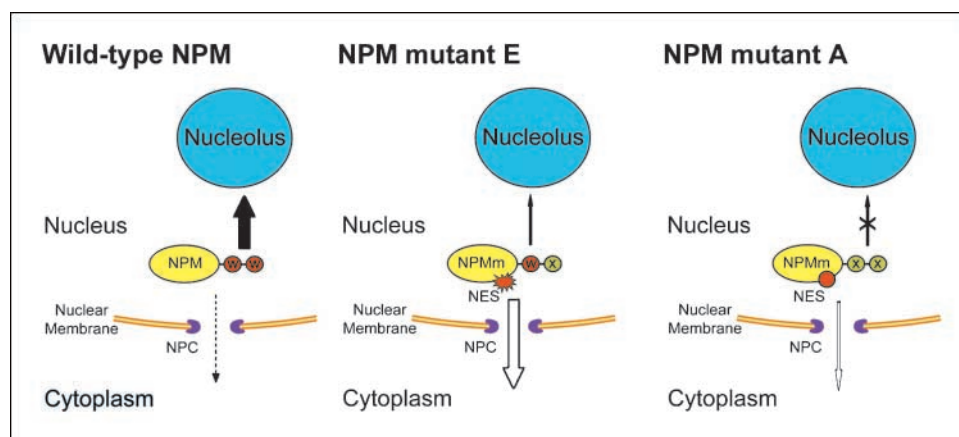 Wild-type NPM
Nucleolus
Nucleus
NPM W W
Nuclear
Membrane
NPC
Cytoplasm
NPM mutant E
Nucleolus
Nucleus
NPMm W X
NES
Nuclear
Membrane
NPC
Cytoplasm
NPM mutant A
Nucleolus
Nucleus
NPMm X X
NES
Nuclear
Membrane
NPC
Cytoplasm